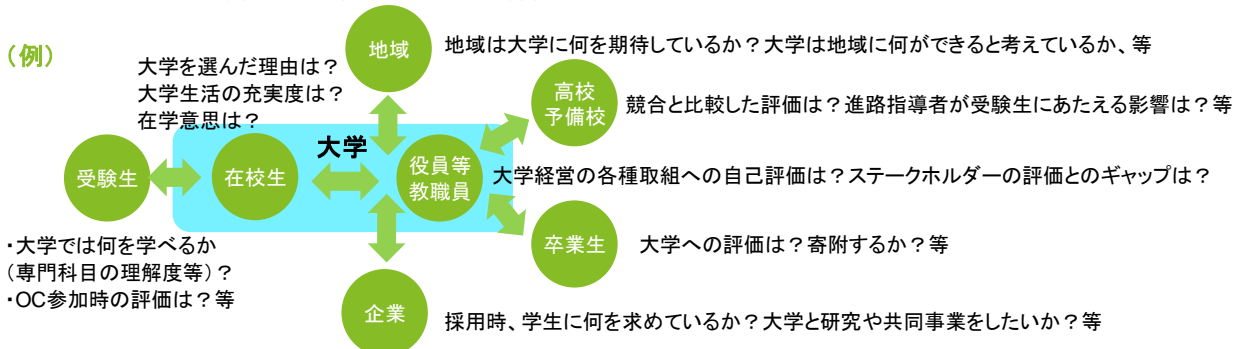 (例)
地域
地域は大学に何を期待しているか？大学は地域に何ができると考えているか、等
大学を選んだ理由は？
大学生活の充実度は？
在学意思は？
高校
予備校
競合と比較した評価は？進路指導者が受験生にあたえる影響は？等
大学
受験生
在校生
役員等
教職員
大学経営の各種取組への自己評価は？ステークホルダーの評価とのギャップは？
・大学では何を学べるか
（専門科目の理解度等）？
・OC参加時の評価は？等
卒業生
大学への評価は？寄附するか？等
企業
採用時、学生に何を求めているか？大学と研究や共同事業をしたいか？等